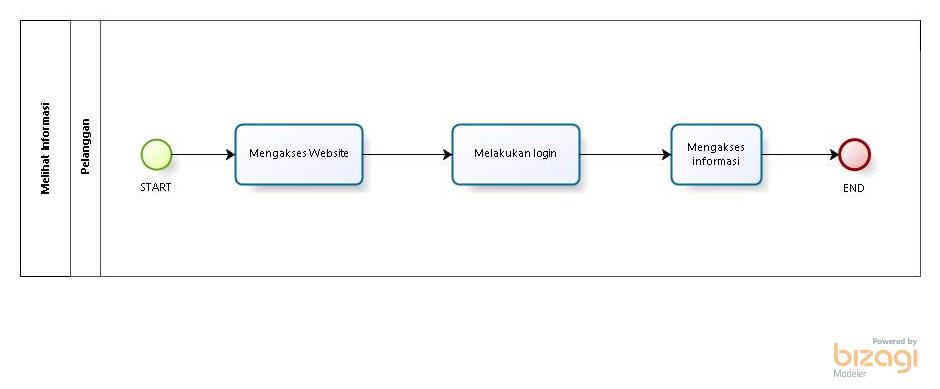 Melihat Informasi
Pelanggan
START
Mengakses Website
Melakukan login
Mengakses
informasi
END
Powered by
bizagi
Modeler